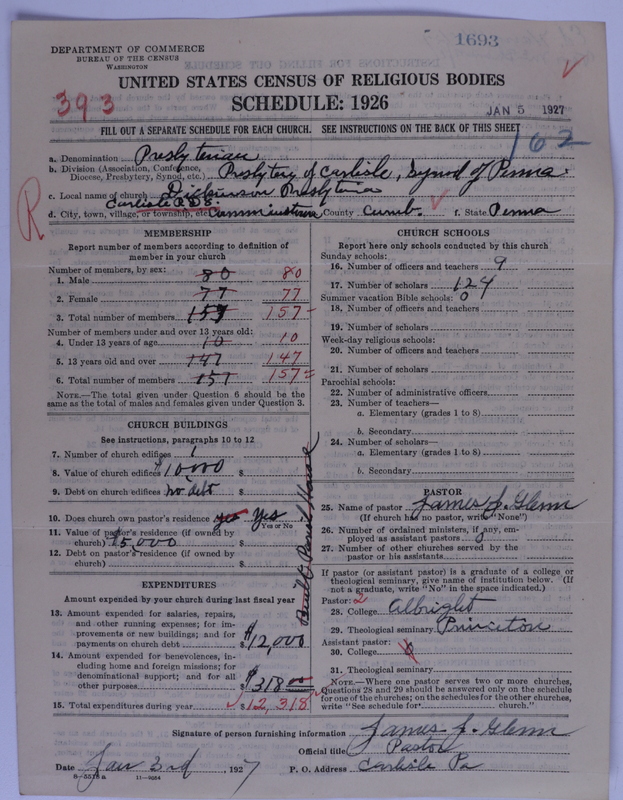 1693
DEPARTMENT OF COMMERCE
BUREAU OF THE CENSUS
WASHINGTON
UNITED STATES CENSUS OF RELIGIOUS BODIES
393
SCHEDULE: 1926
JAN 5 1927
FILL OUT A SEPARATE SCHEDULE FOR EACH CHURCH. SEE INSTRUCTIONS ON THE BACK OF THIS SHEET
162
a. Denomination Presbyterian
b. Division (Association, Conference, Diocese, Presbytery, Synod, etc.) Presbytery of Carlisle, Synod of Penna.
c. Local name of church Dickinson Presbyteria
Carlisle R.D.E.
d. City, town, village, or township, etc. County Cumb. f. State Penna
R
MEMBERSHIP
Report number of members according to definition of
member in your church
Number of members, by sex:
1. Male 80 80
2. Female 77 77
3. Total number of members 157 157
Number of members under and over 13 years old:
4. Under 13 years of age 10 10
5. 13 years old and over 147 147
6. Total number of members 157 157
NOTE.—The total given under Question 6 should be the
same as the total of males and females given under Question 3.
CHURCH BUILDINGS
See instructions, paragraphs 10 to 12
7. Number of church edifices 1
8. Value of church edifices $10000 $
9. Debt on church edifices no debt $
10. Does church own pastor's residence yes Yes
Yes or No
11. Value of pastor's residence (if owned by
church) $5,000 $
12. Debt on pastor's residence (if owned by
church) $
EXPENDITURES
Amount expended by your church during last fiscal year
13. Amount expended for salaries, repairs,
and other running expenses; for im-
provements or new buildings; and for
payments on church debt $12,000
14. Amount expended for benevolences, in-
cluding home and foreign missions; for
denominational support; and for all
other purposes $318.00
15. Total expenditures during year $12,318
CHURCH SCHOOLS
Report here only schools conducted by this church
Sunday schools:
16. Number of officers and teachers 9
17. Number of scholars 124
Summer vacation Bible schools: 0
18. Number of officers and teachers
19. Number of scholars
Week-day religious schools:
20. Number of officers and teachers
21. Number of scholars
Parochial schools:
22. Number of administrative officers
23. Number of teachers—
a. Elementary (grades 1 to 8)
b. Secondary
24. Number of scholars—
a. Elementary (grades 1 to 8)
b. Secondary
PASTOR
25. Name of pastor James J. Glenn
(If church has no pastor, write "None")
26. Number of ordained ministers, if any, em-
ployed as assistant pastors
27. Number of other churches served by the
pastor or his assistants
If pastor (or assistant pastor) is a graduate of a college or
theological seminary, give name of institution below. (If
not a graduate, write "No" in the space indicated.)
Pastor: 2
28. College Albright
29. Theological seminary Princeton
Assistant pastor:
30. College 0
31. Theological seminary
NOTE.—Where one pastor serves two or more churches,
Questions 28 and 29 should be answered only on the schedule
for one of the churches; on the schedules for the other churches,
write "See schedule for church."
Signature of person furnishing information James J. Glenn
Official title Pastor
Date Jan 3rd, 1927 P. O. Address Carlisle Pa
8-5518a 11-9054